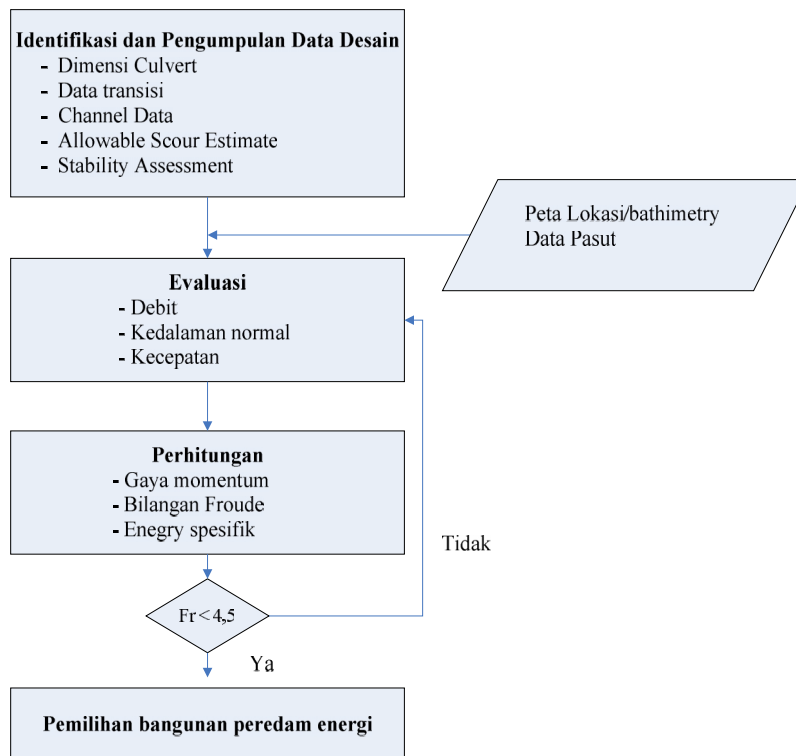 Identifikasi dan Pengumpulan Data Desain
- Dimensi Culvert
- Data transisi
- Channel Data
- Allowable Scour Estimate
- Stability Assessment
Peta Lokasi/bathimetry
Data Pasut
Evaluasi
- Debit
- Kedalaman normal
- Kecepatan
Perhitungan
- Gaya momentum
- Bilangan Froude
- Enegry spesifik
Tidak
Fr < 4,5
Ya
Pemilihan bangunan peredam energi